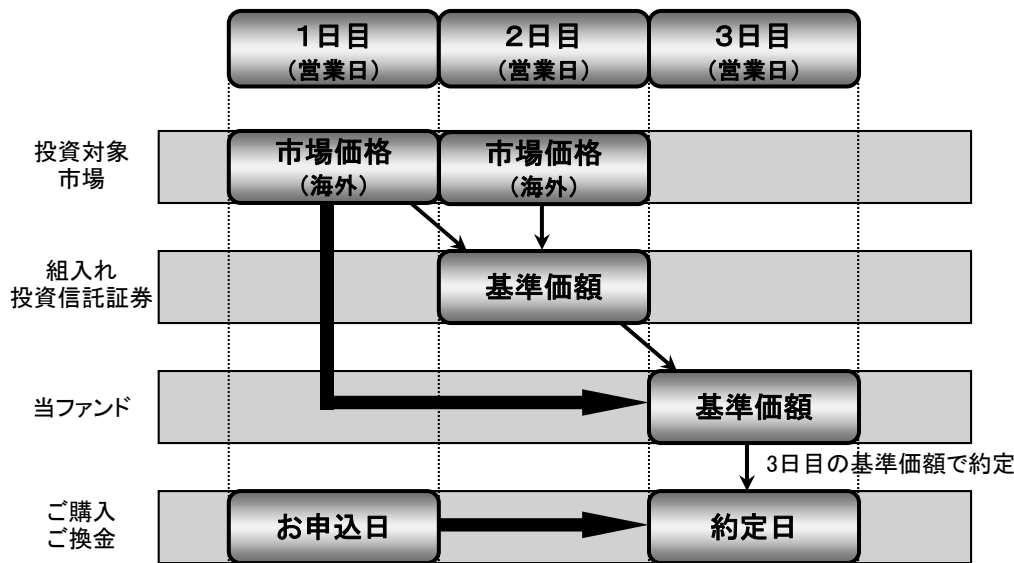 1日目
(営業日)
2日目
(営業日)
3日目
(営業日)
投資対象
市場
市場価格
(海外)
市場価格
(海外)
組入れ
投資信託証券
基準価額
当ファンド
基準価額
3日目の基準価額で約定
ご購入
ご換金
お申込日
約定日